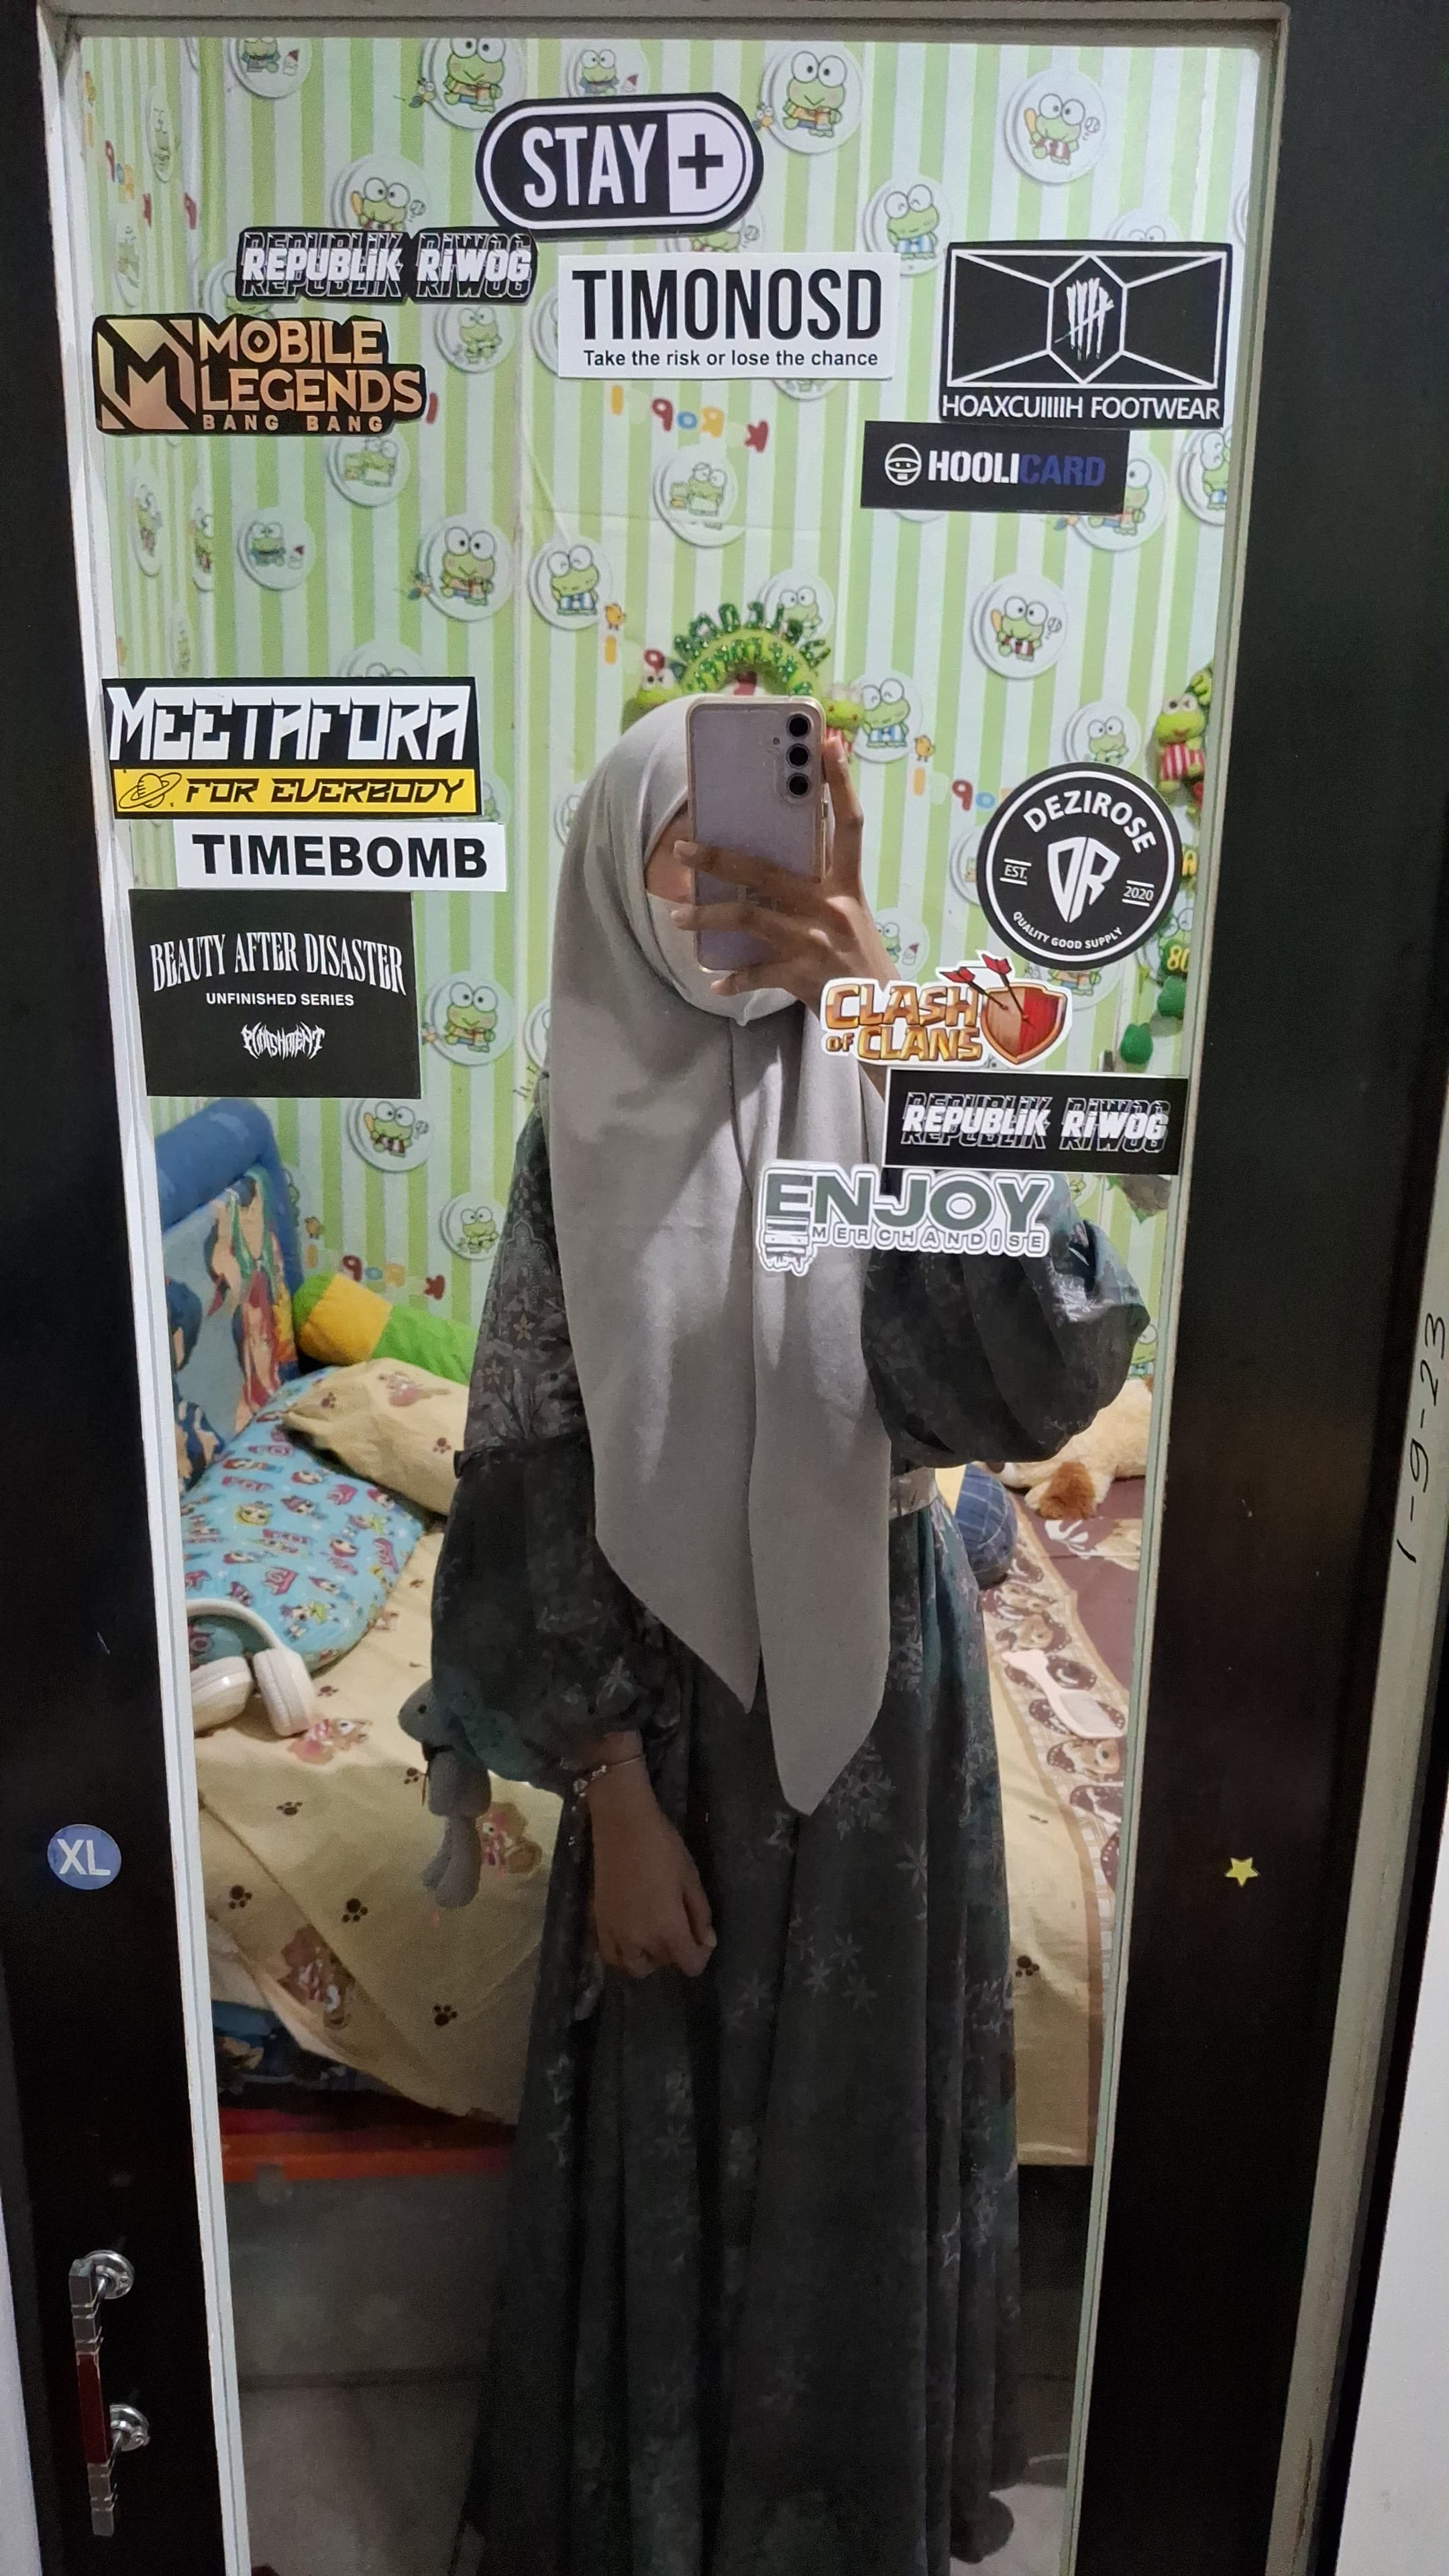 STAY+
REPUBLIK RIWOG
TIMONOSD
Take the risk or lose the chance
HOAXCUIIIIH FOOTWEAR
MOBILE
LEGENDS
BANG BANG
HOOLICARD
MEETAFORA
FOR EVERBODY
TIMEBOMB
BEAUTY AFTER DISASTER
UNFINISHED SERIES
PUNISHMENT
DEZIROSE
DR
EST.
2020
QUALITY GOOD SUPPLY
CLASH
OF CLANS
REPUBLIK RIWOG
ENJOY
MERCHANDISE
1-9-23
XL